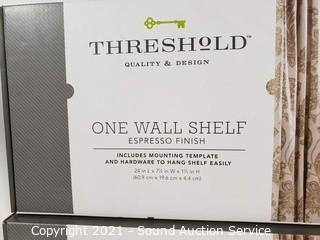 THRESHOLD™
QUALITY & DESIGN
ONE WALL SHELF
ESPRESSO FINISH
INCLUDES MOUNTING TEMPLATE
AND HARDWARE TO HANG SHELF EASILY
24 in L x 7¾ in W x 1¾ in H
(60.9 cm x 19.6 cm x 4.4 cm)
Copyright 2021 - Sound Auction Service